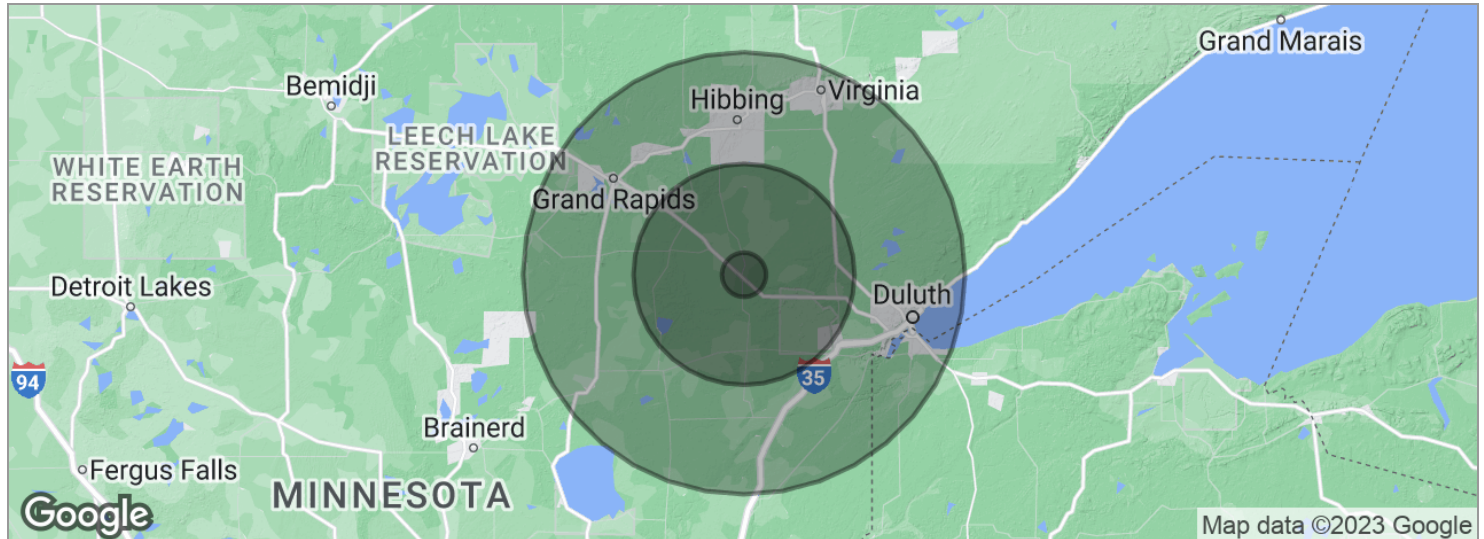 Grand Marais
Bemidji
Hibbing
Virginia
LEECH LAKE
RESERVATION
WHITE EARTH
RESERVATION
Grand Rapids
Detroit Lakes
Duluth
94
35
Brainerd
Fergus Falls
MINNESOTA
Google
Map data ©2023 Google